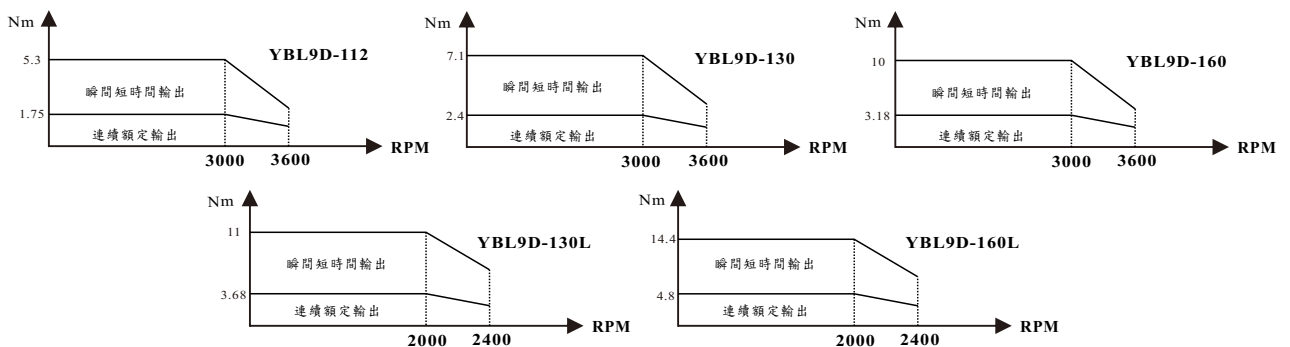 Nm
5.3
YBL9D-112
瞬間短時間輸出
1.75
連續額定輸出
RPM
3000
3600
Nm
7.1
YBL9D-130
瞬間短時間輸出
2.4
連續額定輸出
RPM
3000
3600
Nm
10
YBL9D-160
瞬間短時間輸出
3.18
連續額定輸出
RPM
3000
3600
Nm
11
YBL9D-130L
瞬間短時間輸出
3.68
連續額定輸出
RPM
2000
2400
Nm
14.4
YBL9D-160L
瞬間短時間輸出
4.8
連續額定輸出
RPM
2000
2400